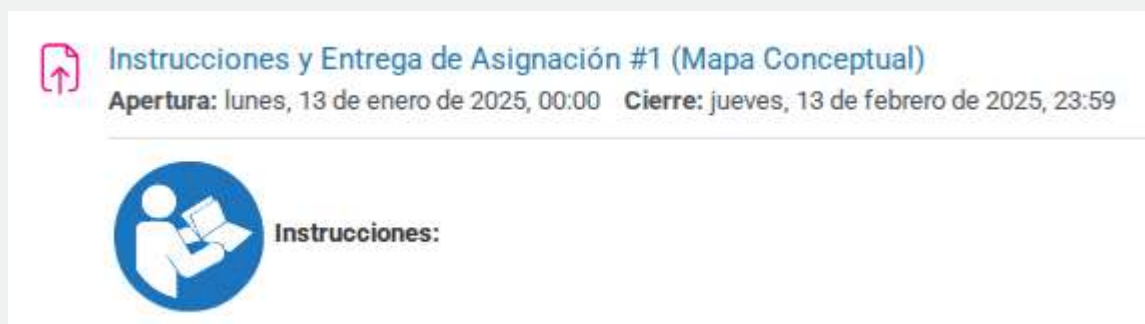 Instrucciones y Entrega de Asignación #1 (Mapa Conceptual)
Apertura: lunes, 13 de enero de 2025, 00:00 Cierre: jueves, 13 de febrero de 2025, 23:59
Instrucciones: